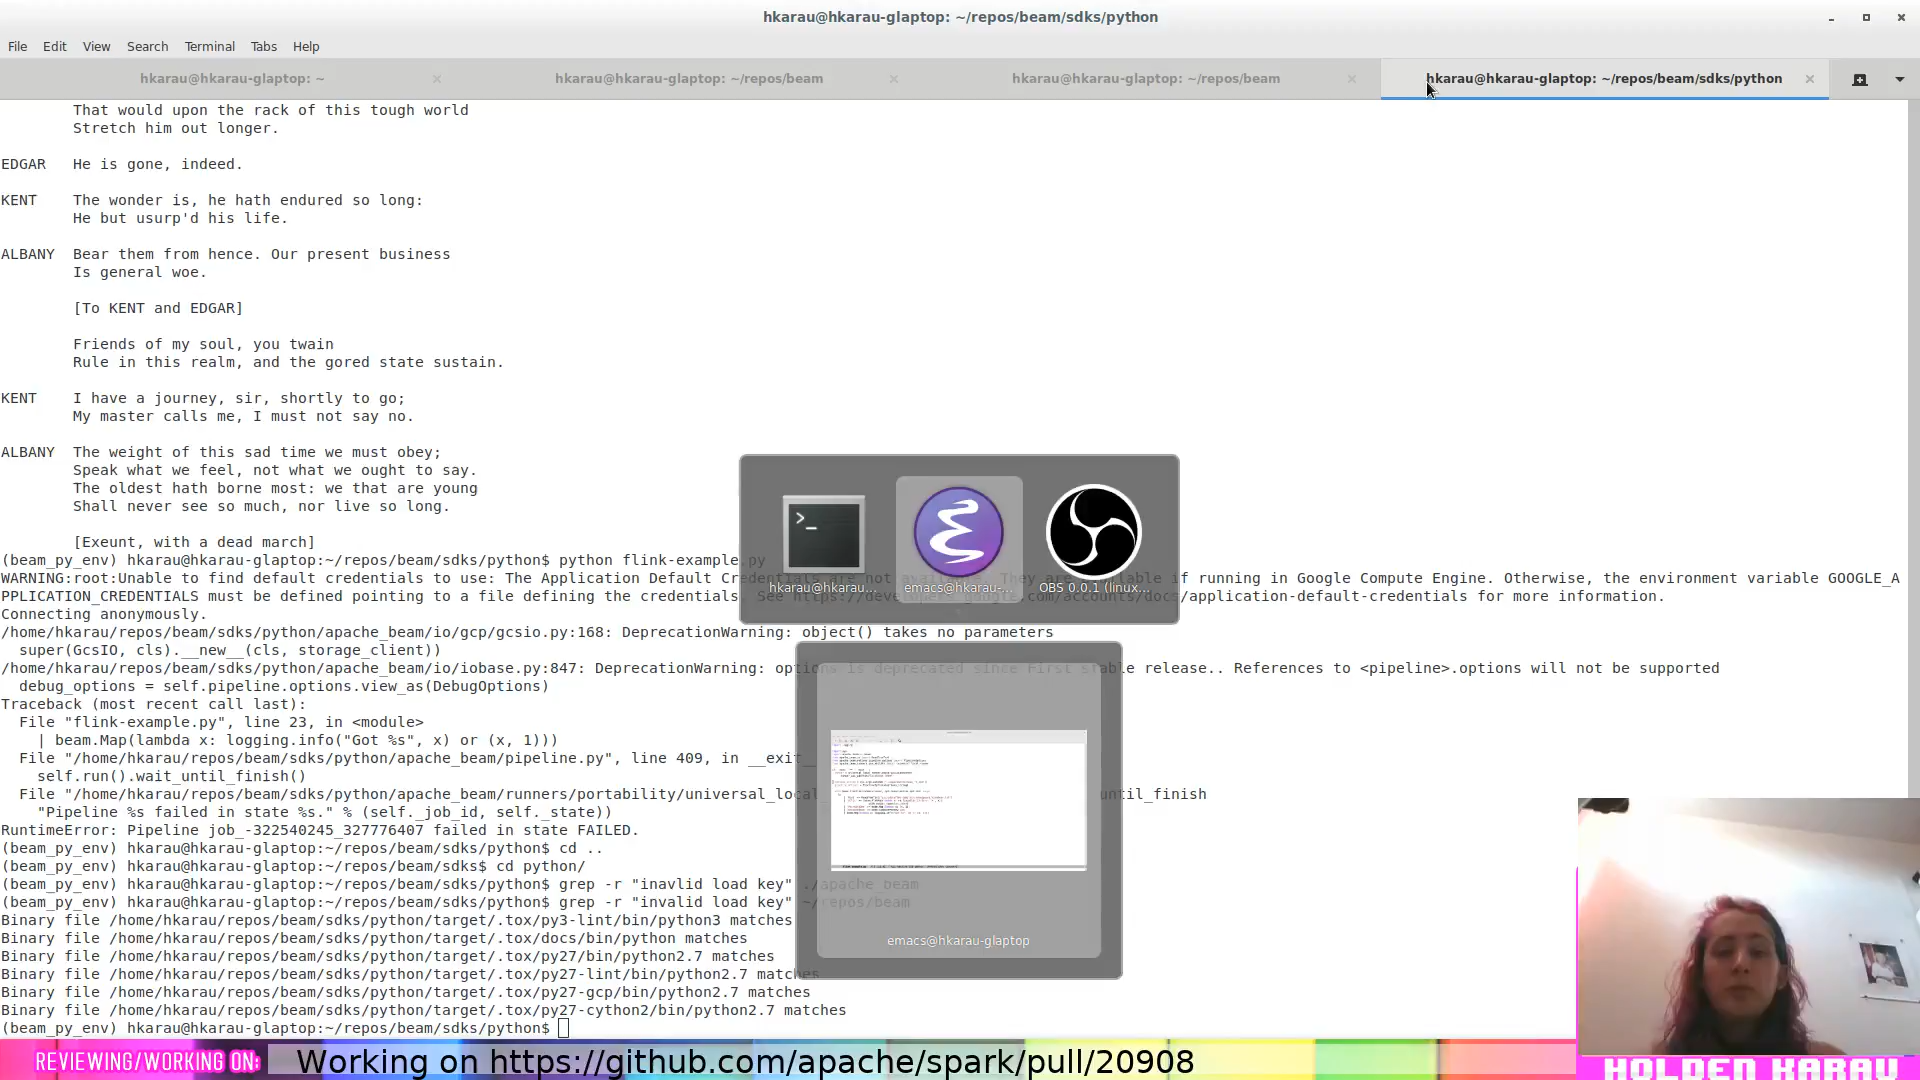 hkarau@hkarau-glaptop: ~/repos/beam/sdks/python
File Edit View Search Terminal Tabs Help
hkarau@hkarau-glaptop: ~ × hkarau@hkarau-glaptop: ~/repos/beam × hkarau@hkarau-glaptop: ~/repos/beam × hkarau@hkarau-glaptop: ~/repos/beam/sdks/python ×
That would upon the rack of this tough world
Stretch him out longer.
EDGAR He is gone, indeed.
KENT The wonder is, he hath endured so long:
He but usurp'd his life.
ALBANY Bear them from hence. Our present business
Is general woe.
[To KENT and EDGAR]
Friends of my soul, you twain
Rule in this realm, and the gored state sustain.
KENT I have a journey, sir, shortly to go;
My master calls me, I must not say no.
ALBANY The weight of this sad time we must obey;
Speak what we feel, not what we ought to say.
The oldest hath borne most: we that are young
Shall never see so much, nor live so long.
[Exeunt, with a dead march]
(beam_py_env) hkarau@hkarau-glaptop:~/repos/beam/sdks/python$ python flink-example.py
WARNING:root:Unable to find default credentials to use: The Application Default Credentials are not available. They are available if running in Google Compute Engine. Otherwise, the environment variable GOOGLE_A
PPLICATION_CREDENTIALS must be defined pointing to a file defining the credentials. See https://developers.google.com/accounts/docs/application-default-credentials for more information.
Connecting anonymously.
/home/hkarau/repos/beam/sdks/python/apache_beam/io/gcp/gcsio.py:168: DeprecationWarning: object() takes no parameters
super(GcsIO, cls).__new__(cls, storage_client))
/home/hkarau/repos/beam/sdks/python/apache_beam/io/iobase.py:847: DeprecationWarning: options is deprecated since First stable release.. References to <pipeline>.options will not be supported
debug_options = self.pipeline.options.view_as(DebugOptions)
Traceback (most recent call last):
File "flink-example.py", line 23, in <module>
| beam.Map(lambda x: logging.info("Got %s", x) or (x, 1)))
File "/home/hkarau/repos/beam/sdks/python/apache_beam/pipeline.py", line 409, in __exit__
self.run().wait_until_finish()
File "/home/hkarau/repos/beam/sdks/python/apache_beam/runners/portability/universal_local_ until_finish
"Pipeline %s failed in state %s." % (self._job_id, self._state))
RuntimeError: Pipeline job_-322540245_327776407 failed in state FAILED.
(beam_py_env) hkarau@hkarau-glaptop:~/repos/beam/sdks/python$ cd ..
(beam_py_env) hkarau@hkarau-glaptop:~/repos/beam/sdks$ cd python/
(beam_py_env) hkarau@hkarau-glaptop:~/repos/beam/sdks/python$ grep -r "inavlid load key" ./apache_beam
(beam_py_env) hkarau@hkarau-glaptop:~/repos/beam/sdks/python$ grep -r "invalid load key" ~/repos/beam
Binary file /home/hkarau/repos/beam/sdks/python/target/.tox/py3-lint/bin/python3 matches
Binary file /home/hkarau/repos/beam/sdks/python/target/.tox/docs/bin/python matches
Binary file /home/hkarau/repos/beam/sdks/python/target/.tox/py27/bin/python2.7 matches
Binary file /home/hkarau/repos/beam/sdks/python/target/.tox/py27-lint/bin/python2.7 matches
Binary file /home/hkarau/repos/beam/sdks/python/target/.tox/py27-gcp/bin/python2.7 matches
Binary file /home/hkarau/repos/beam/sdks/python/target/.tox/py27-cython2/bin/python2.7 matches
(beam_py_env) hkarau@hkarau-glaptop:~/repos/beam/sdks/python$
hkarau@hkarau... emacs@hkarau-... OBS 0.0.1 (linux...
emacs@hkarau-glaptop
REVIEWING/WORKING ON: Working on https://github.com/apache/spark/pull/20908
HOLDEN KARAU